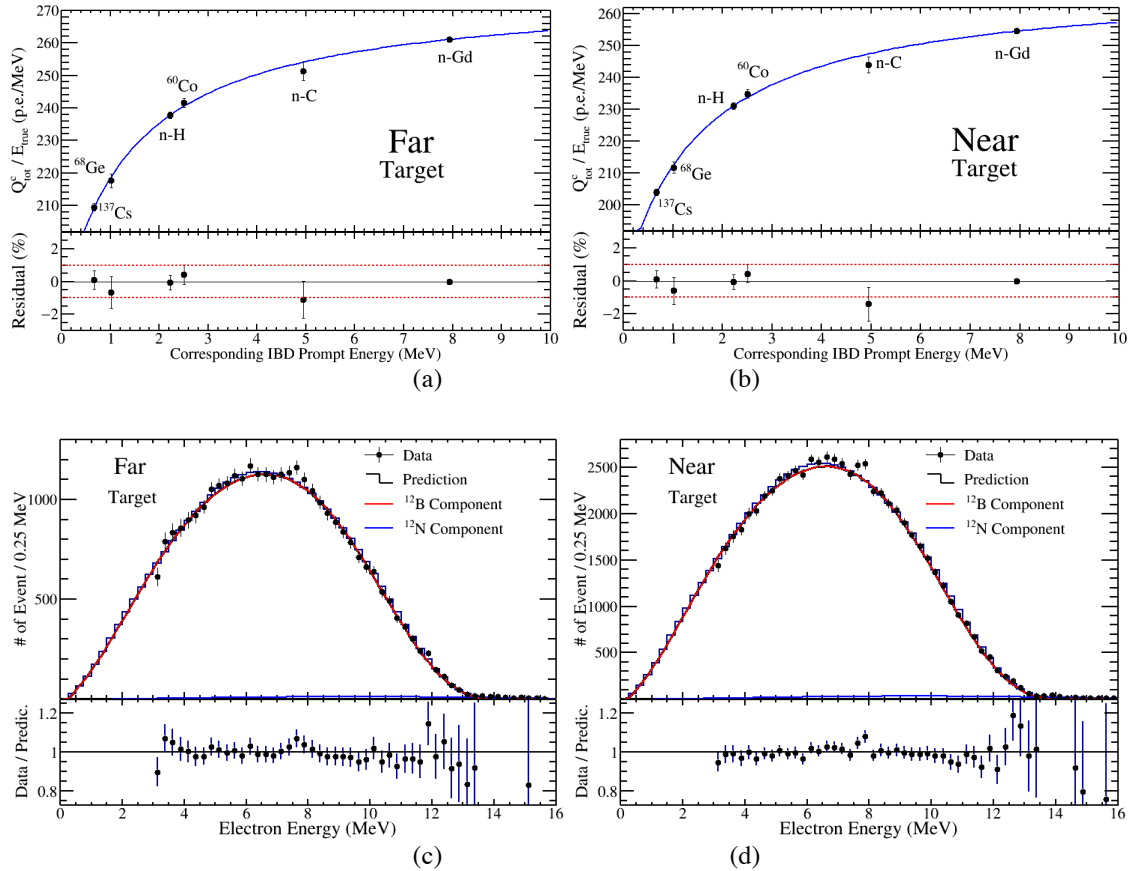 Q^c_tot / E_true (p.e./MeV)
270
260
250
240
230
220
210
^68Ge
^137Cs
n-H
^60Co
n-C
n-Gd
Far
Target
Residual (%)
2
0
−2
0 1 2 3 4 5 6 7 8 9 10
Corresponding IBD Prompt Energy (MeV)
(a)
Q^c_tot / E_true (p.e./MeV)
270
260
250
240
230
220
210
200
^137Cs
^68Ge
n-H
^60Co
n-C
n-Gd
Near
Target
Residual (%)
2
0
−2
0 1 2 3 4 5 6 7 8 9 10
Corresponding IBD Prompt Energy (MeV)
(b)
# of Event / 0.25 MeV
1000
500
Far
Target
Data
Prediction
^12B Component
^12N Component
Data / Predic.
1.2
1
0.8
0 2 4 6 8 10 12 14 16
Electron Energy (MeV)
(c)
# of Event / 0.25 MeV
2500
2000
1500
1000
500
Near
Target
Data
Prediction
^12B Component
^12N Component
Data / Predic.
1.2
1
0.8
0 2 4 6 8 10 12 14 16
Electron Energy (MeV)
(d)